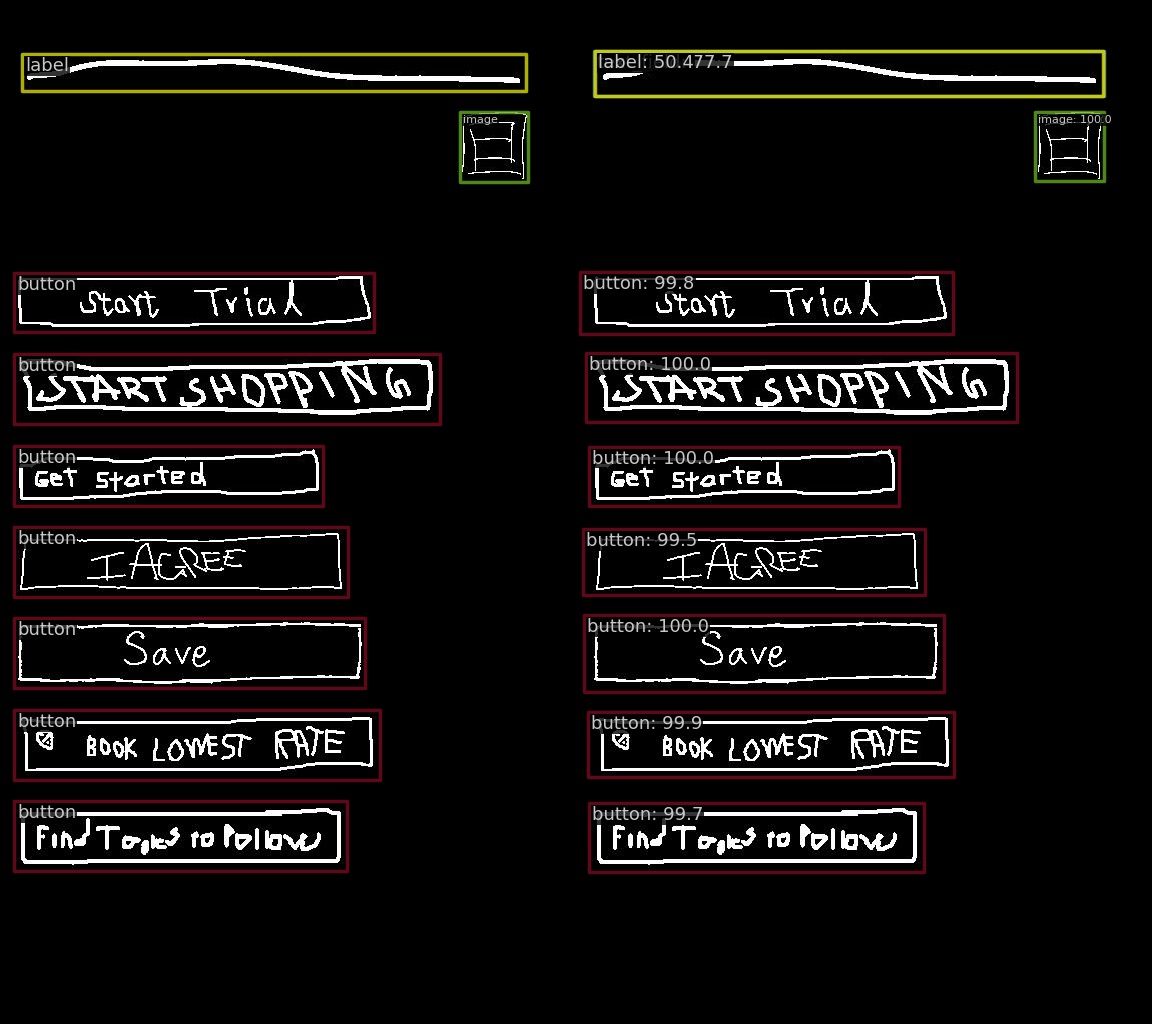 label
image
button
Start Trial
button
START SHOPPING
button
Get Started
button
I AGREE
button
Save
button
BOOK LOWEST RATE
button
Find Topics to Follow
label: 50.477.7
image: 100.0
button: 99.8
Start Trial
button: 100.0
START SHOPPING
button: 100.0
Get Started
button: 99.5
I AGREE
button: 100.0
Save
button: 99.9
BOOK LOWEST RATE
button: 99.7
Find Topics to Follow